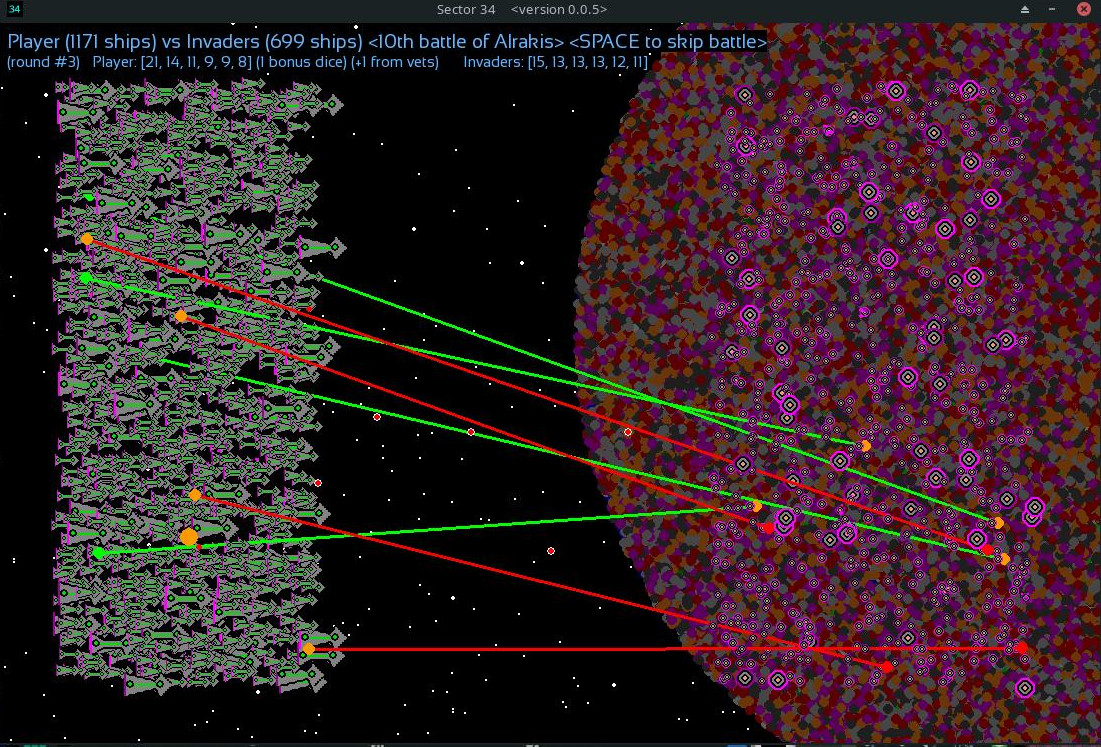 34
Sector 34 <version 0.0.5>
Player (1171 ships) vs Invaders (699 ships) <10th battle of Alrakis> <SPACE to skip battle>
(round #3) Player: [21, 14, 11, 9, 9, 8] (1 bonus dice) (+1 from vets) Invaders: [15, 13, 13, 13, 12, 11]